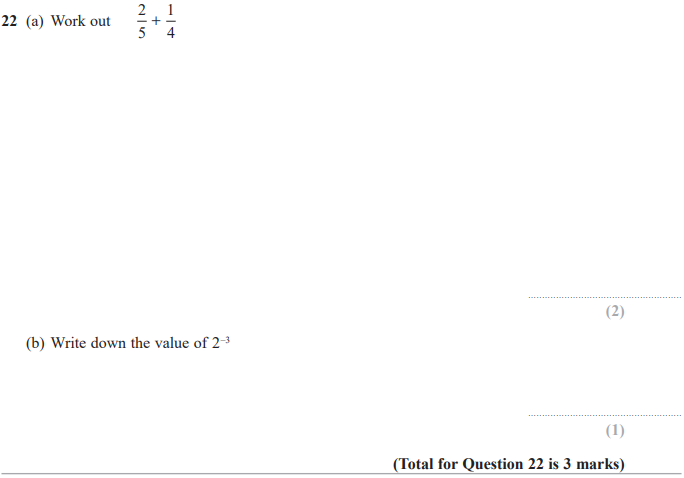 22 (a) Work out 2/5 + 1/4
(2)
(b) Write down the value of 2⁻³
(1)
(Total for Question 22 is 3 marks)